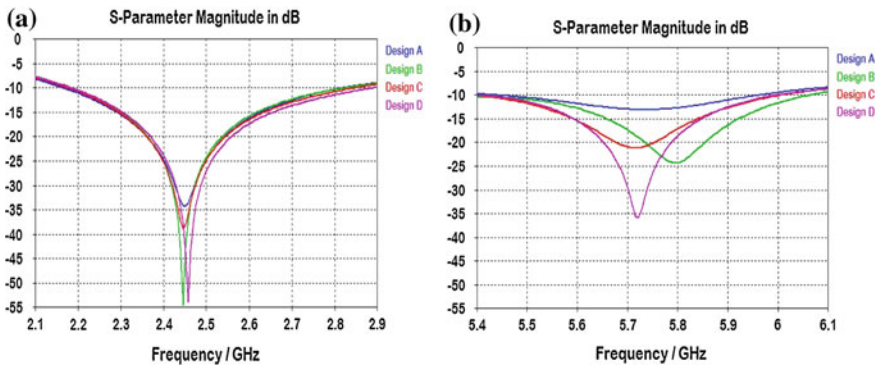 (a)
S-Parameter Magnitude in dB
0
-5
-10
-15
-20
-25
-30
-35
-40
-45
-50
-55
2.1
2.2
2.3
2.4
2.5
2.6
2.7
2.8
2.9
Frequency / GHz
Design A
Design B
Design C
Design D
(b)
S-Parameter Magnitude in dB
0
-5
-10
-15
-20
-25
-30
-35
-40
-45
-50
-55
5.4
5.5
5.6
5.7
5.8
5.9
6
6.1
Frequency / GHz
Design A
Design B
Design C
Design D